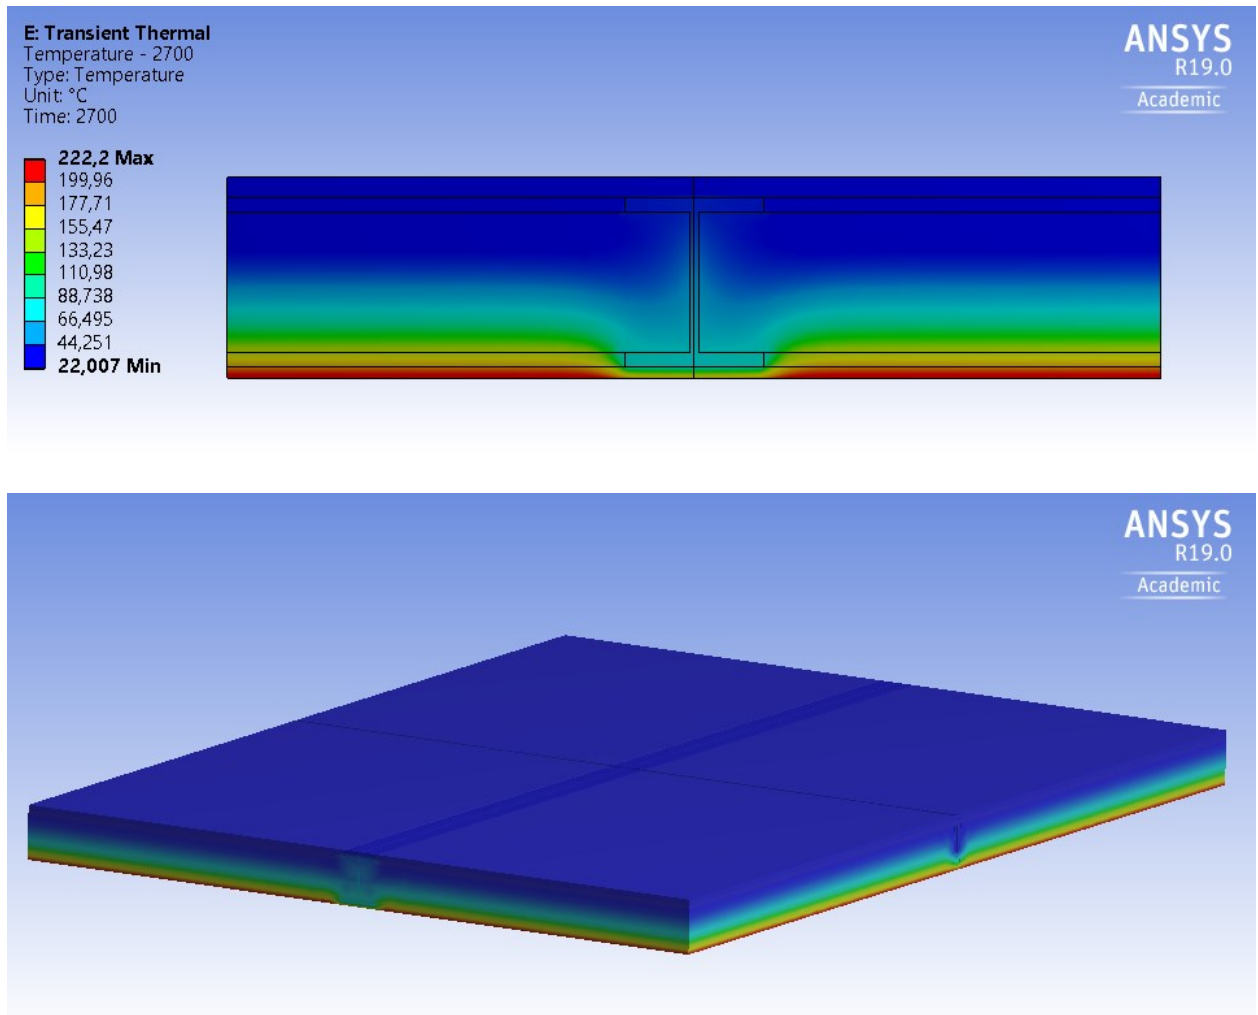 E: Transient Thermal
Temperature - 2700
Type: Temperature
Unit: °C
Time: 2700
ANSYS
R19.0
Academic
222,2 Max
199,96
177,71
155,47
133,23
110,98
88,738
66,495
44,251
22,007 Min
ANSYS
R19.0
Academic